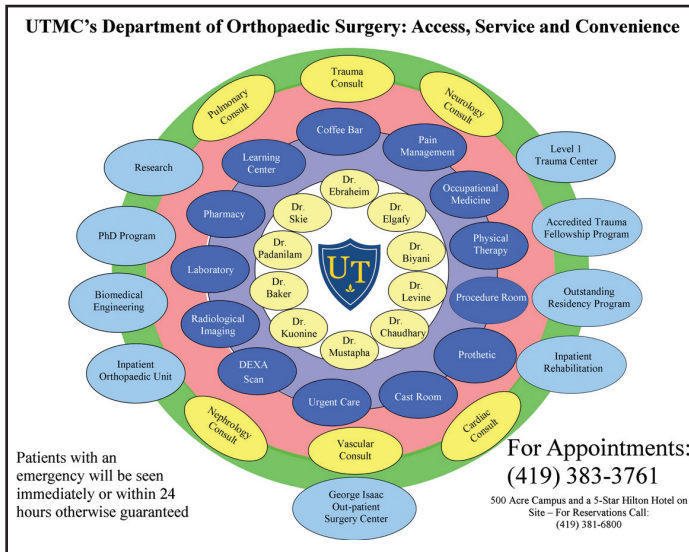 UTMC's Department of Orthopaedic Surgery: Access, Service and Convenience
Trauma
Consult
Pulmonary
Consult
Neurology
Consult
Coffee Bar
Pain
Management
Learning
Center
Level 1
Trauma Center
Research
Occupational
Medicine
Dr.
Ebraheim
Dr.
Skie
Dr.
Elgafy
Pharmacy
PhD Program
Accredited Trauma
Fellowship Program
Physical
Therapy
Dr.
Padanilam
Dr.
Biyani
UT
Laboratory
Dr.
Baker
Dr.
Levine
Procedure Room
Biomedical
Engineering
Outstanding
Residency Program
Radiological
Imaging
Dr.
Kuonine
Dr.
Chaudhary
Dr.
Mustapha
Prothetic
Inpatient
Orthopaedic Unit
Inpatient
Rehabilitation
DEXA
Scan
Urgent Care
Cast Room
Nephrology
Consult
Cardiac
Consult
Vascular
Consult
George Isaac
Out-patient
Surgery Center
Patients with an
emergency will be seen
immediately or within 24
hours otherwise guaranteed
For Appointments:
(419) 383-3761
500 Acre Campus and a 5-Star Hilton Hotel on
Site – For Reservations Call:
(419) 381-6800